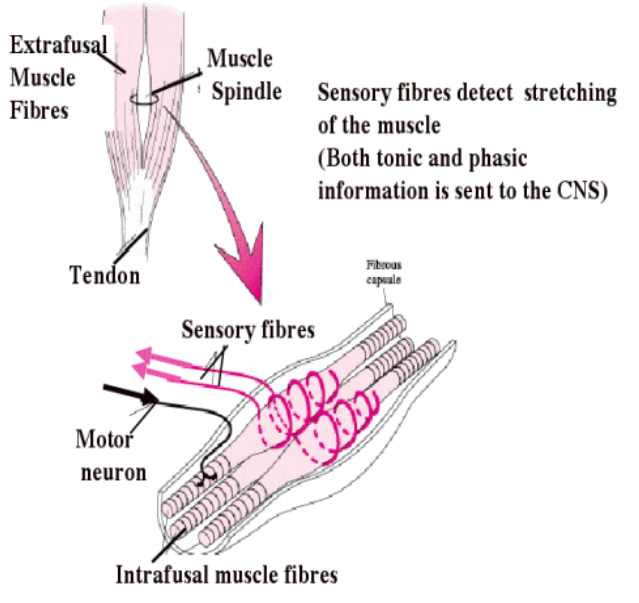 Extrafusal
Muscle
Fibres
Muscle
Spindle
Sensory fibres detect stretching
of the muscle
(Both tonic and phasic
information is sent to the CNS)
Tendon
Fibrous
capsule
Sensory fibres
Motor
neuron
Intrafusal muscle fibres